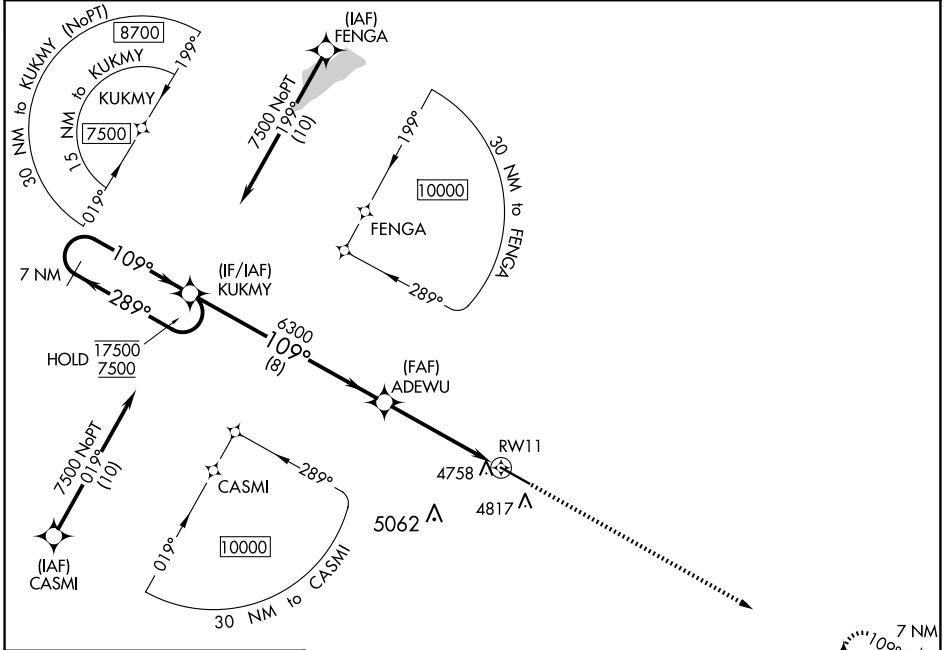 30 NM to KUKMY (NoPT)
8700
199°
15 NM to KUKMY
KUKMY
7500
019°
(IAF)
FENGA
7500 NoPT
199°
(10)
199°
30 NM to FENGA
10000
FENGA
289°
109°
7 NM
289°
(IF/IAF)
KUKMY
HOLD
17500
7500
6300
109°
(8)
(FAF)
ADEWU
RW11
4758
4817
5062
7500 NoPT
019°
(10)
(IAF)
CASMI
289°
CASMI
019°
10000
30 NM to CASMI
7 NM
109°